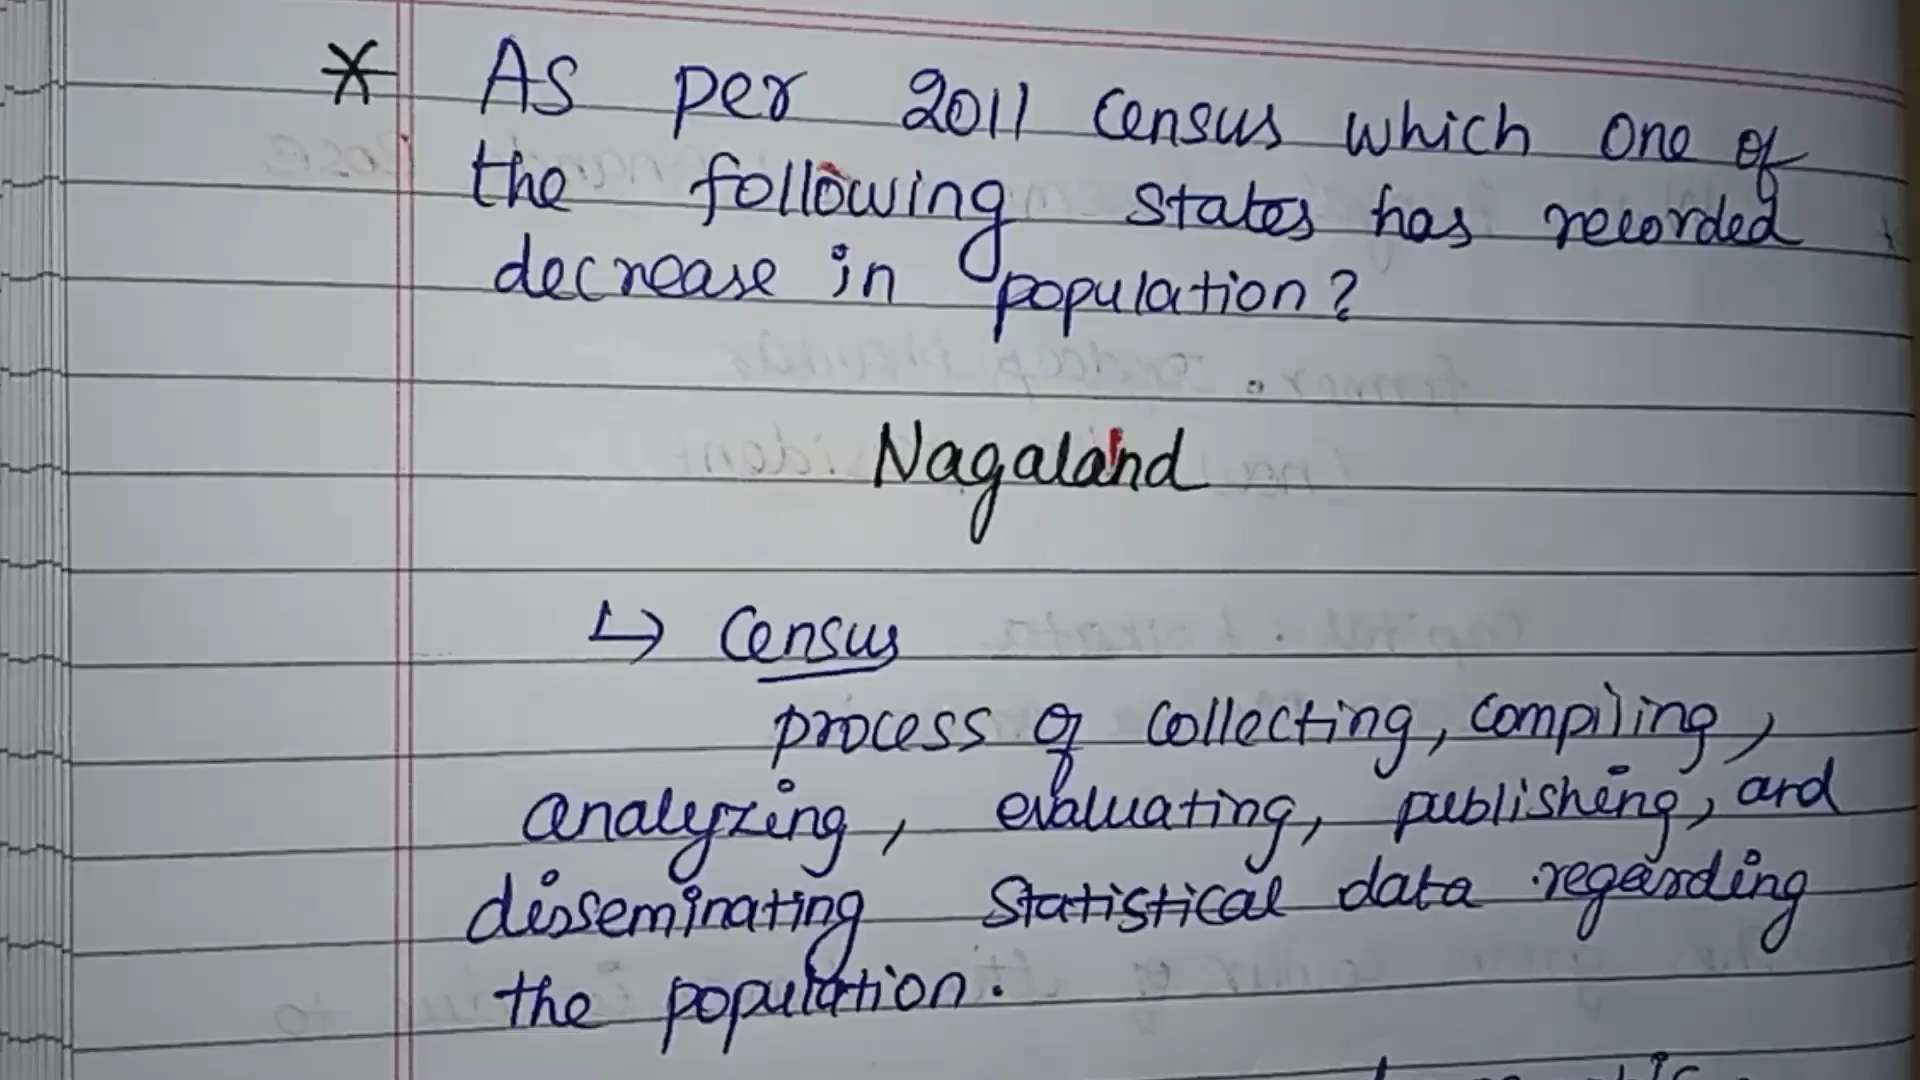 * As per 2011 census which one of
the following states has recorded
decrease in population?
Nagaland
↳ Census
process of collecting, compiling,
analyzing, evaluating, publishing, and
disseminating statistical data regarding
the population.